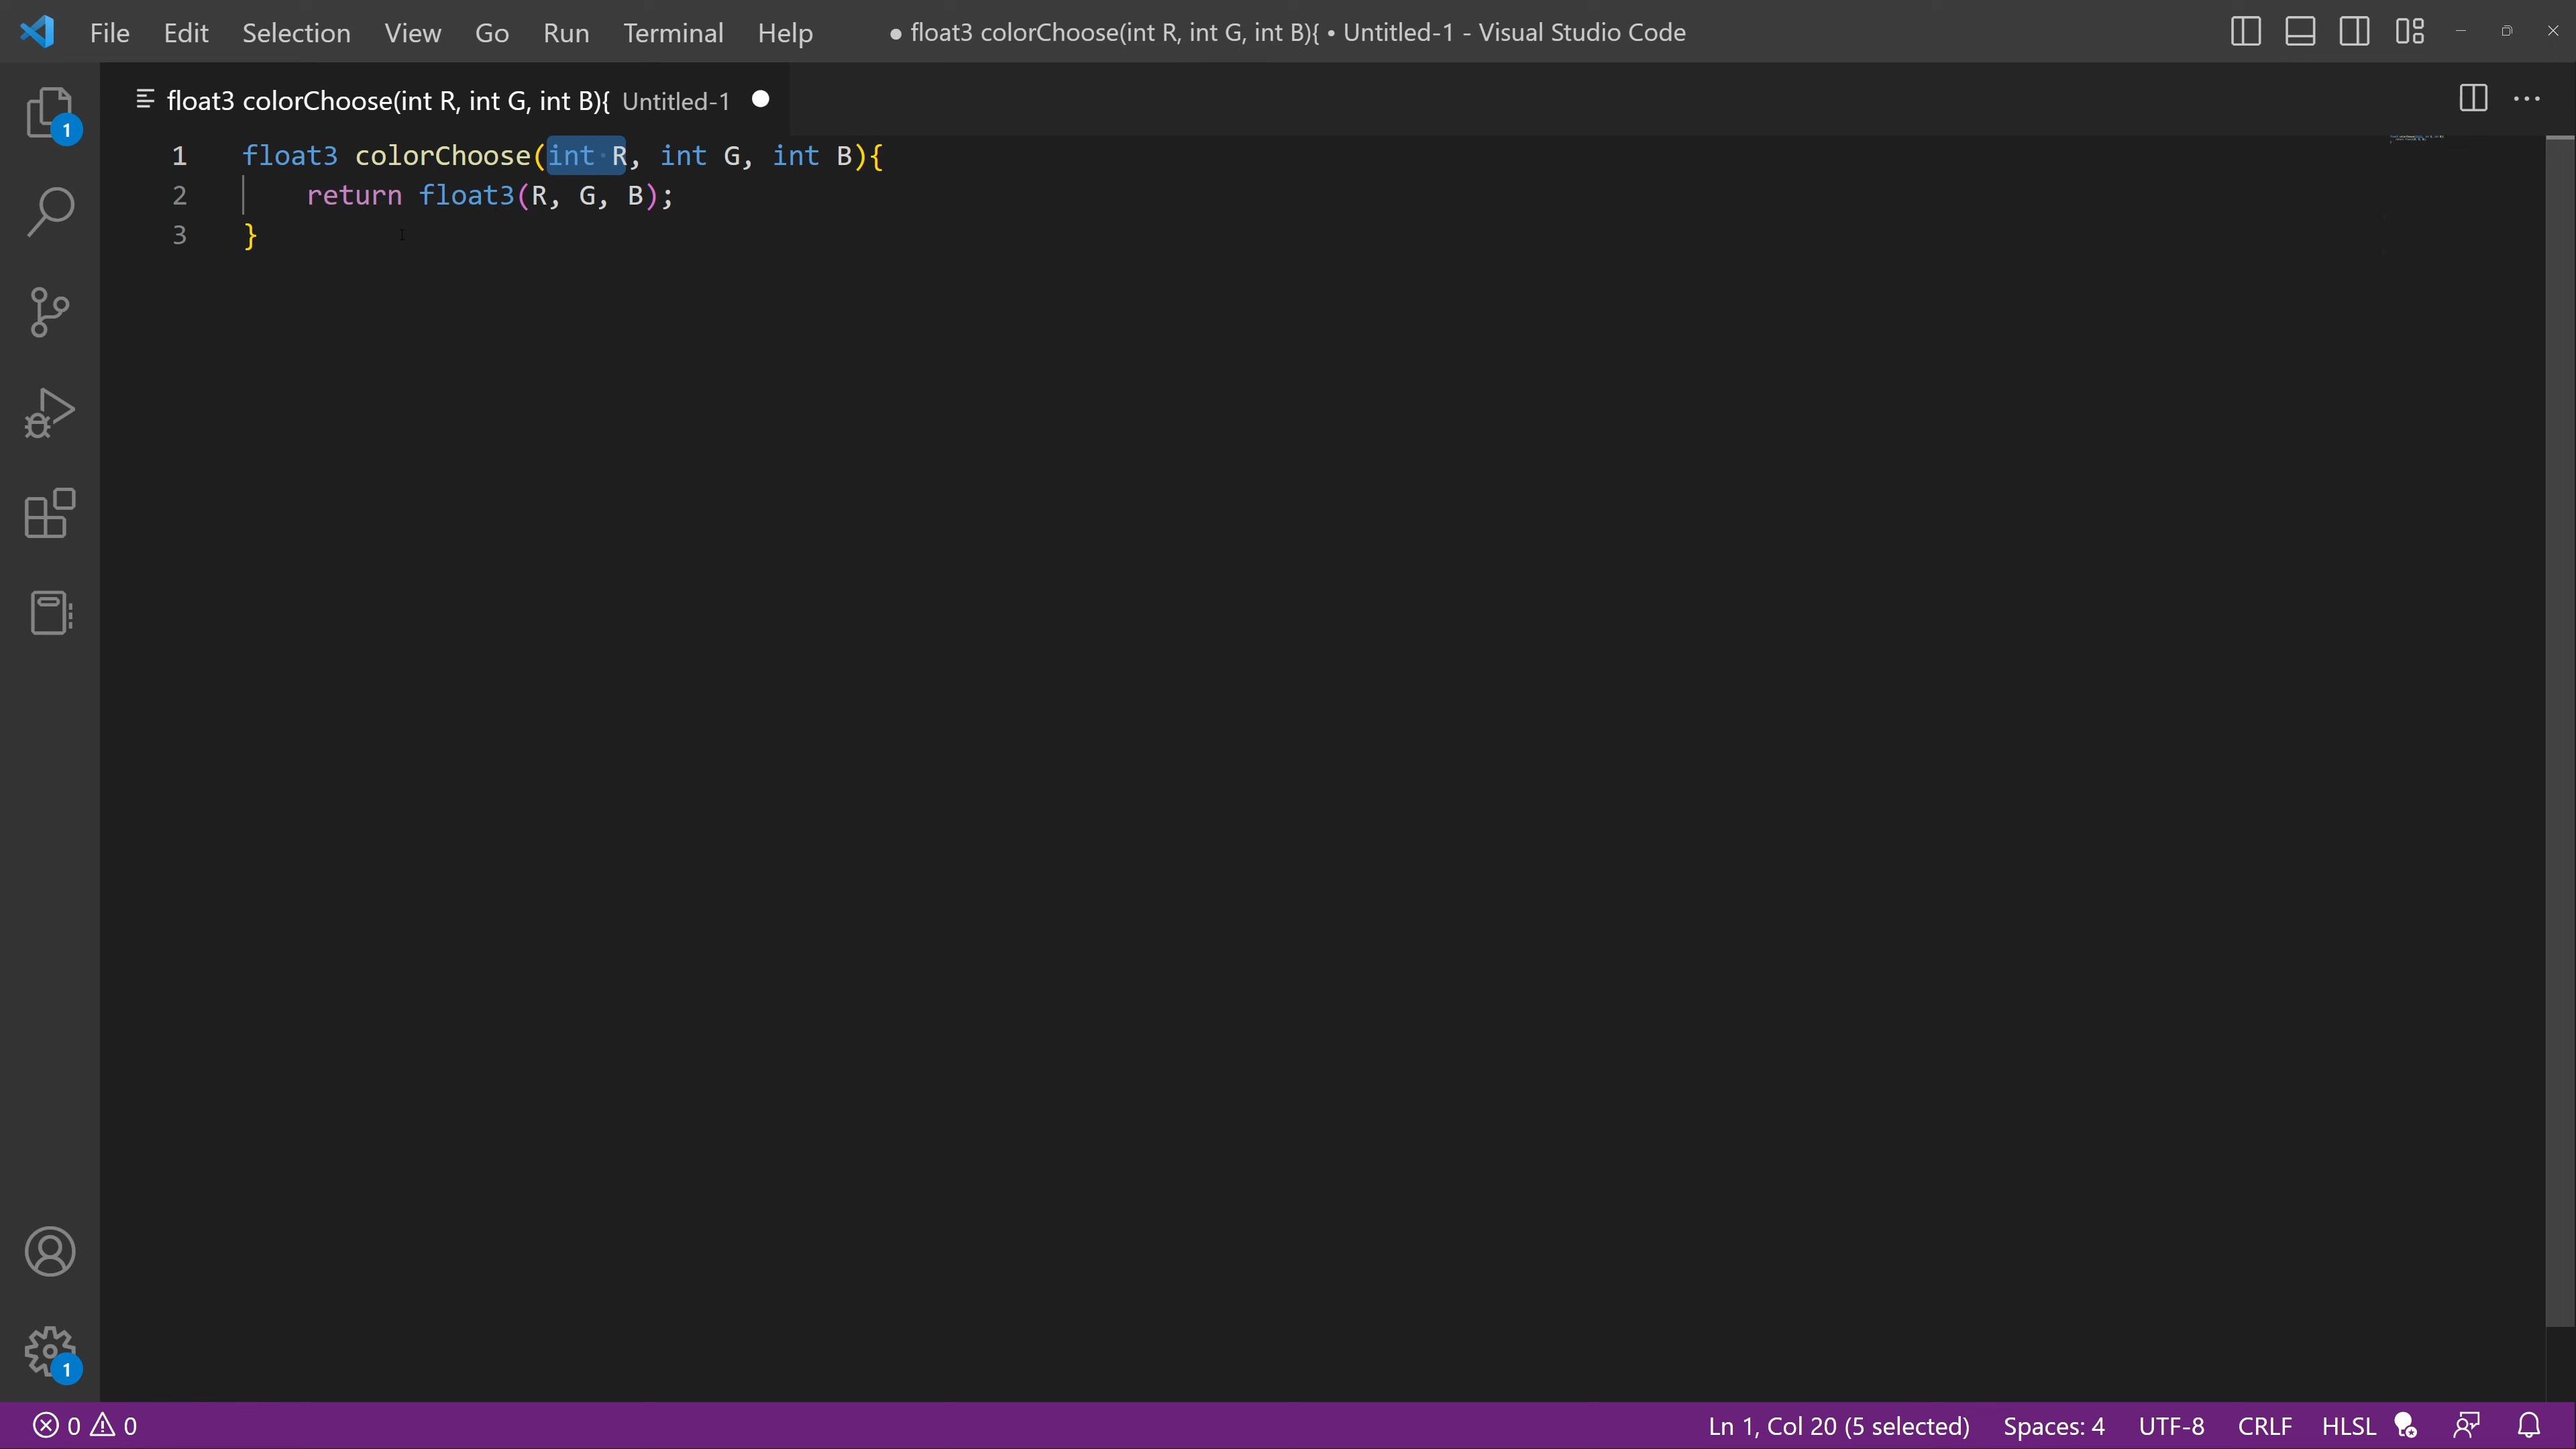 File Edit Selection View Go Run Terminal Help ● float3 colorChoose(int R, int G, int B){ • Untitled-1 - Visual Studio Code
float3 colorChoose(int R, int G, int B){ Untitled-1
1 float3 colorChoose(int R, int G, int B){
2 return float3(R, G, B);
3 }
1
1
0 0 Ln 1, Col 20 (5 selected) Spaces: 4 UTF-8 CRLF HLSL